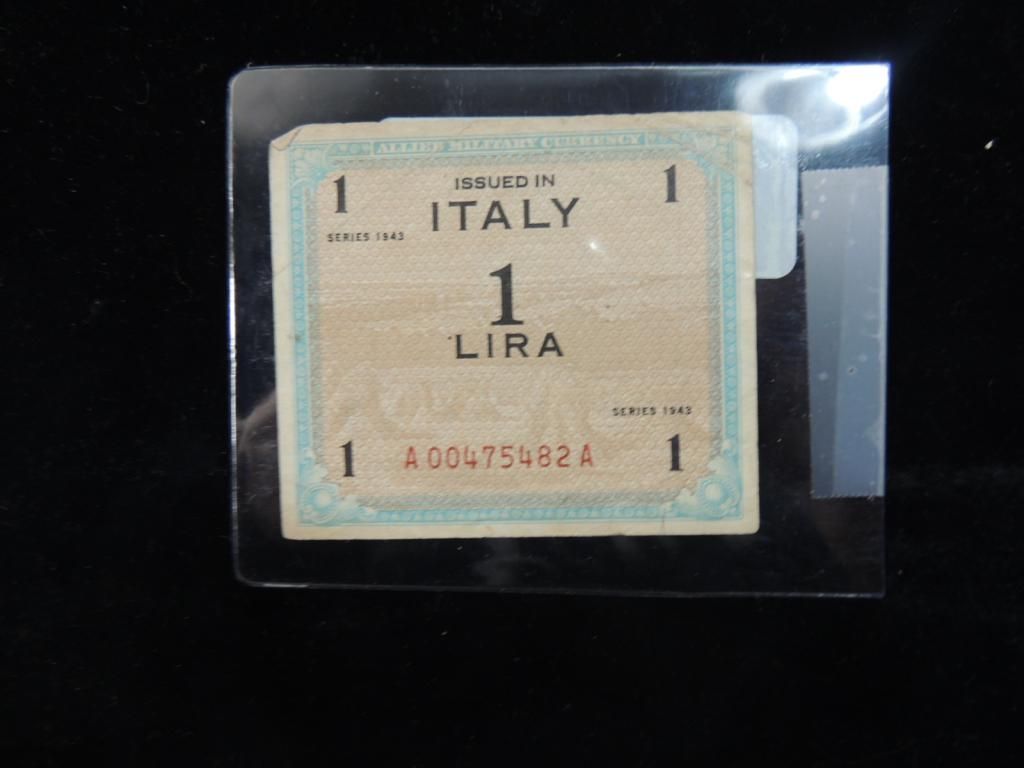 ALLIED MILITARY CURRENCY
1 ISSUED IN 1
ITALY
SERIES 1943
1
LIRA
SERIES 1943
1 A 00475482 A 1